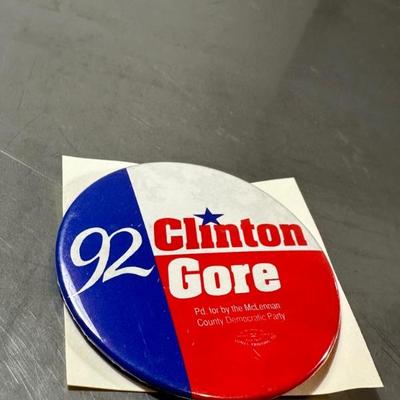 92
Clinton
Gore
Pd. for by the McLennan
County Democratic Party